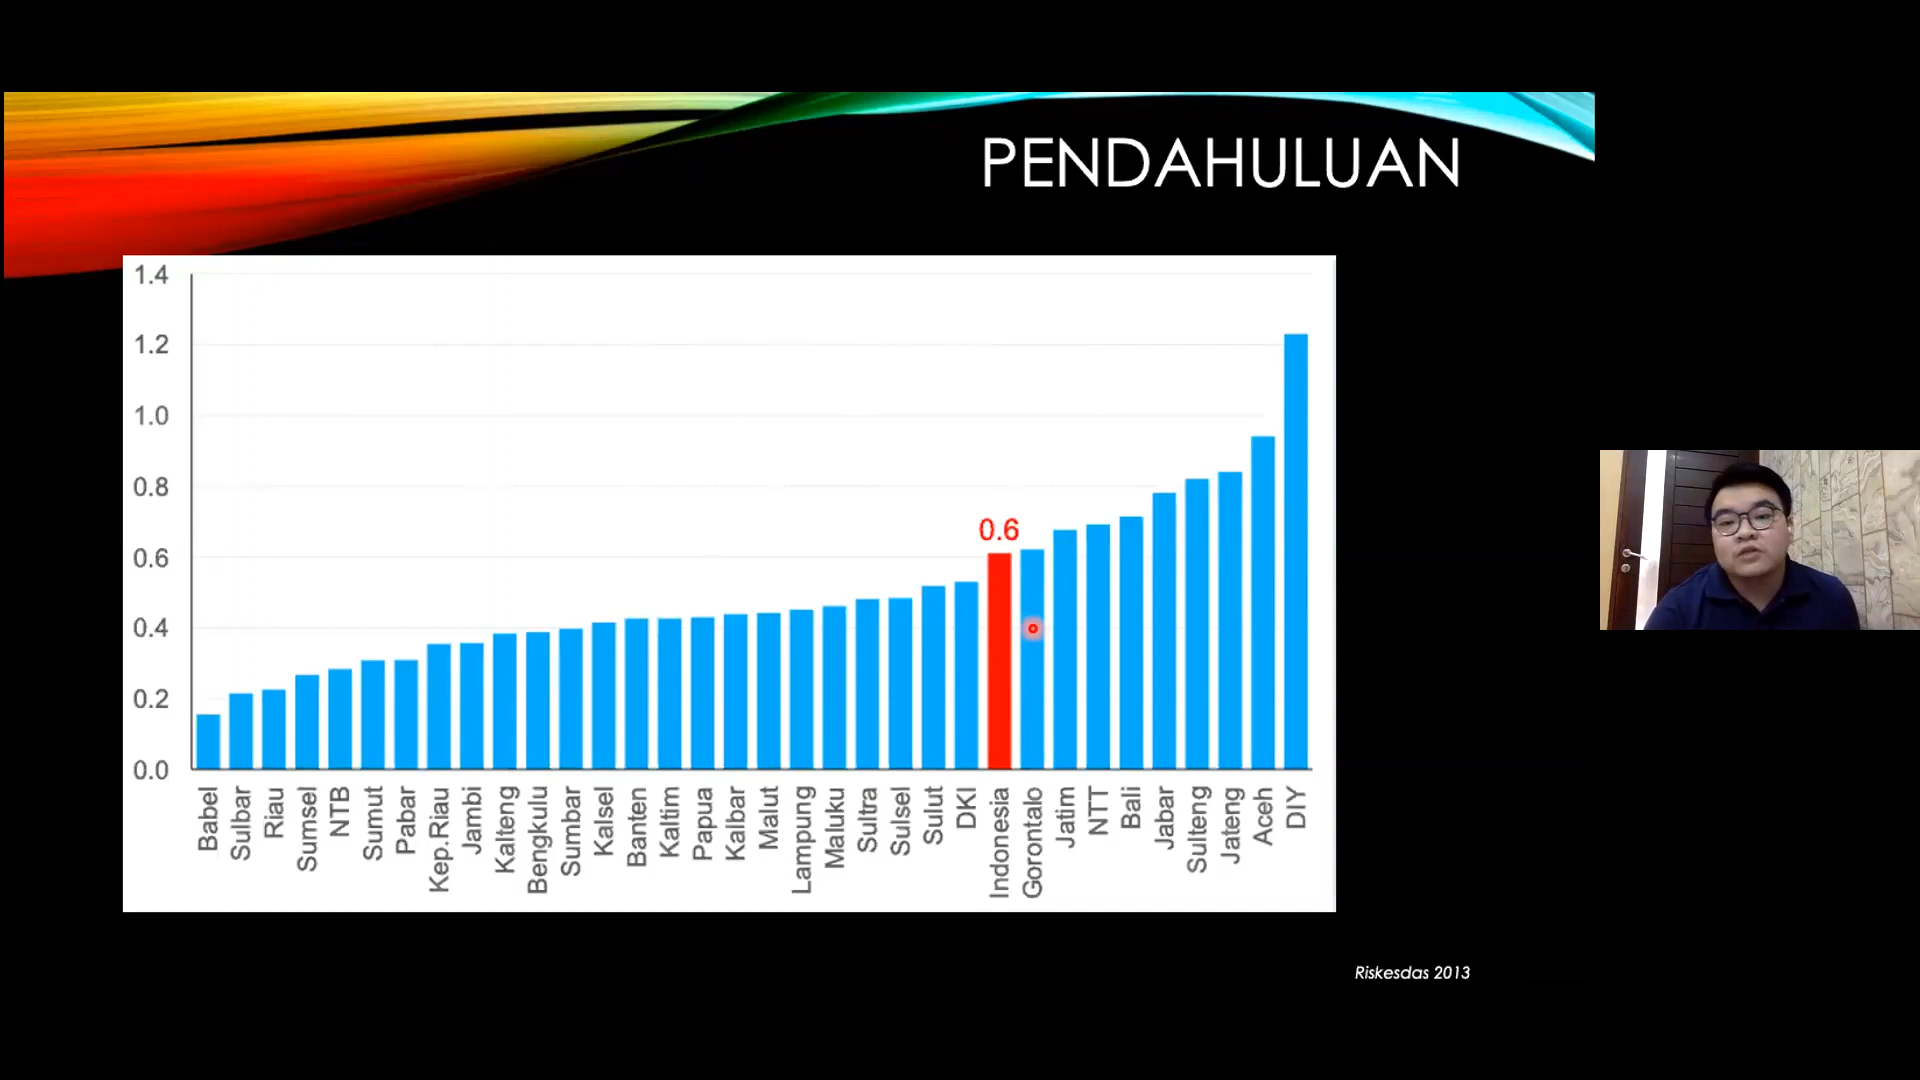 PENDAHULUAN
1.4
1.2
1.0
0.8
0.6
0.4
0.2
0.0
0.6
Babel
Sulbar
Riau
Sumsel
NTB
Sumut
Pabar
Kep.Riau
Jambi
Kalteng
Bengkulu
Sumbar
Kalsel
Banten
Kaltim
Papua
Kalbar
Malut
Lampung
Maluku
Sultra
Sulsel
Sulut
DKI
Indonesia
Gorontalo
Jatim
NTT
Bali
Jabar
Sulteng
Jateng
Aceh
DIY
Riskesdas 2013